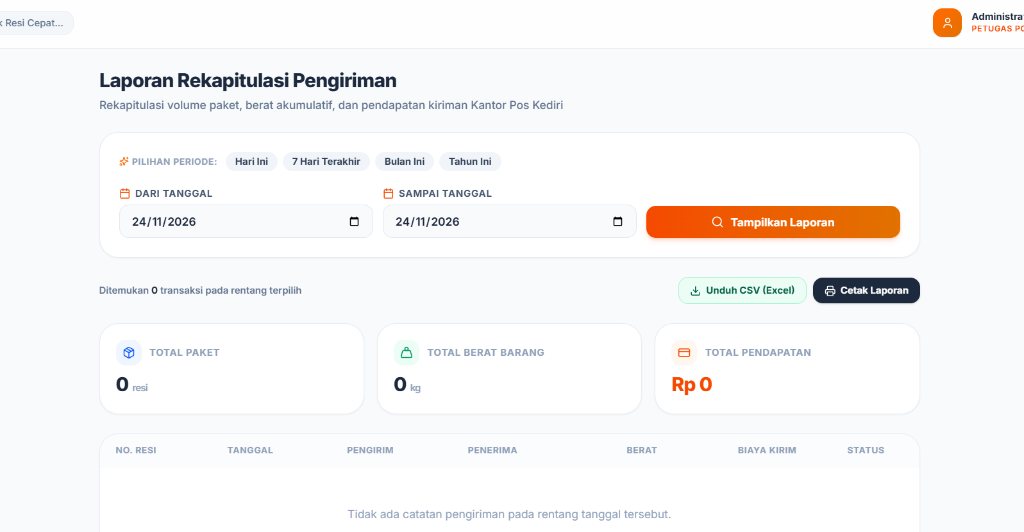 Resi Cepat...
PETUGAS
Laporan Rekapitulasi Pengiriman
Rekapitulasi volume paket, berat akumulatif, dan pendapatan kiriman Kantor Pos Kediri
PILIHAN PERIODE: Hari Ini 7 Hari Terakhir Bulan Ini Tahun Ini
DARI TANGGAL SAMPAI TANGGAL
24/11/2026 24/11/2026 Tampilkan Laporan
Ditemukan 0 transaksi pada rentang terpilih Unduh CSV (Excel) Cetak Laporan
TOTAL PAKET TOTAL BERAT BARANG TOTAL PENDAPATAN
0 resi 0 kg Rp 0
NO. RESI TANGGAL PENGIRIM PENERIMA BERAT BIAYA KIRIM STATUS
Tidak ada catatan pengiriman pada rentang tanggal tersebut.